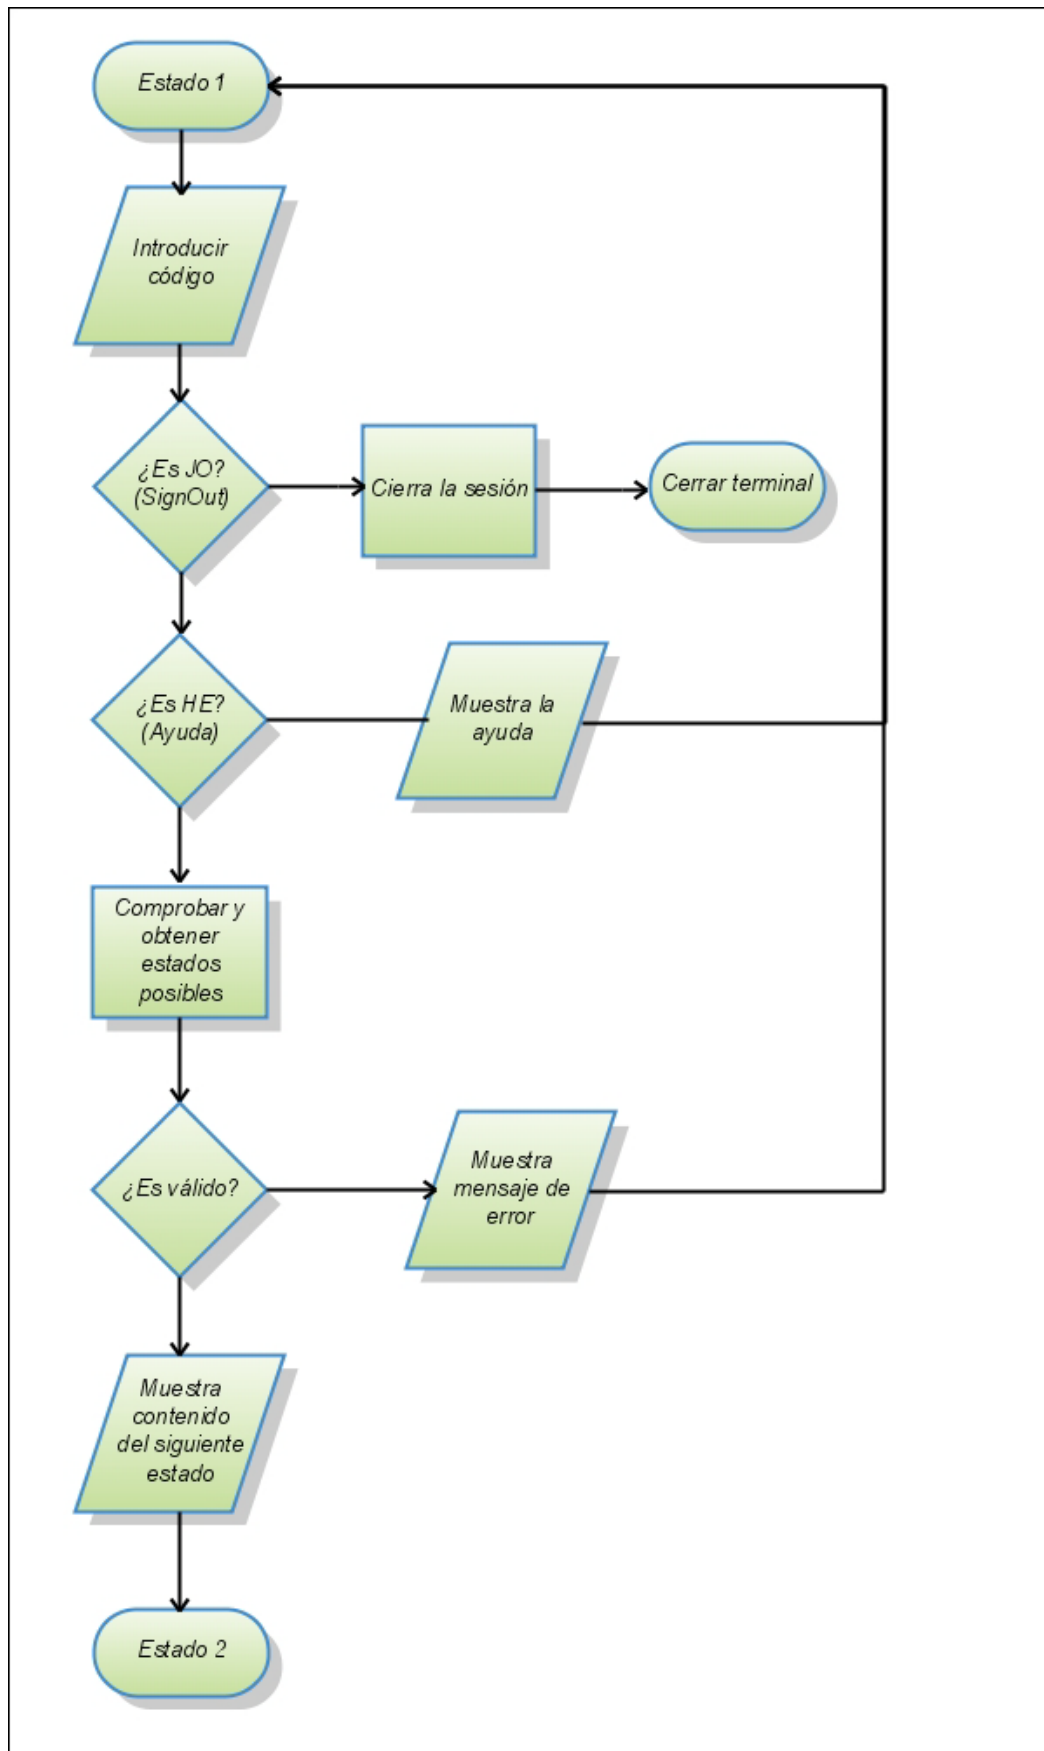 Estado 1
Introducir
código
¿Es JO?
(SignOut)
Cierra la sesión
Cerrar terminal
¿Es HE?
(Ayuda)
Muestra la
ayuda
Comprobar y
obtener
estados
posibles
¿Es válido?
Muestra
mensaje de
error
Muestra
contenido
del siguiente
estado
Estado 2